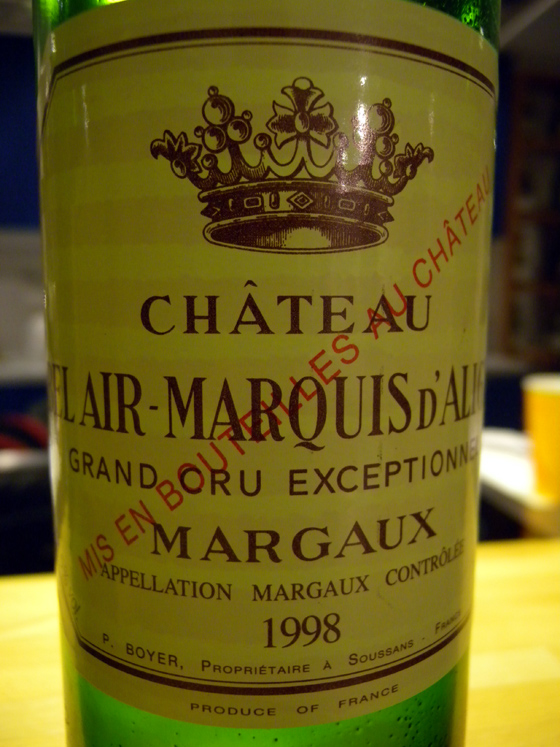 CHÂTEAU
EL AIR-MARQUIS D'ALI
GRAND CRU EXCEPTIONNE
MARGAUX
APPELLATION MARGAUX CONTRÔLÉE
1998
P. BOYER, PROPRIÉTAIRE À SOUSSANS . FRANC
PRODUCE OF FRANCE
MIS EN BOUTEILLES AU CHÂTEAU